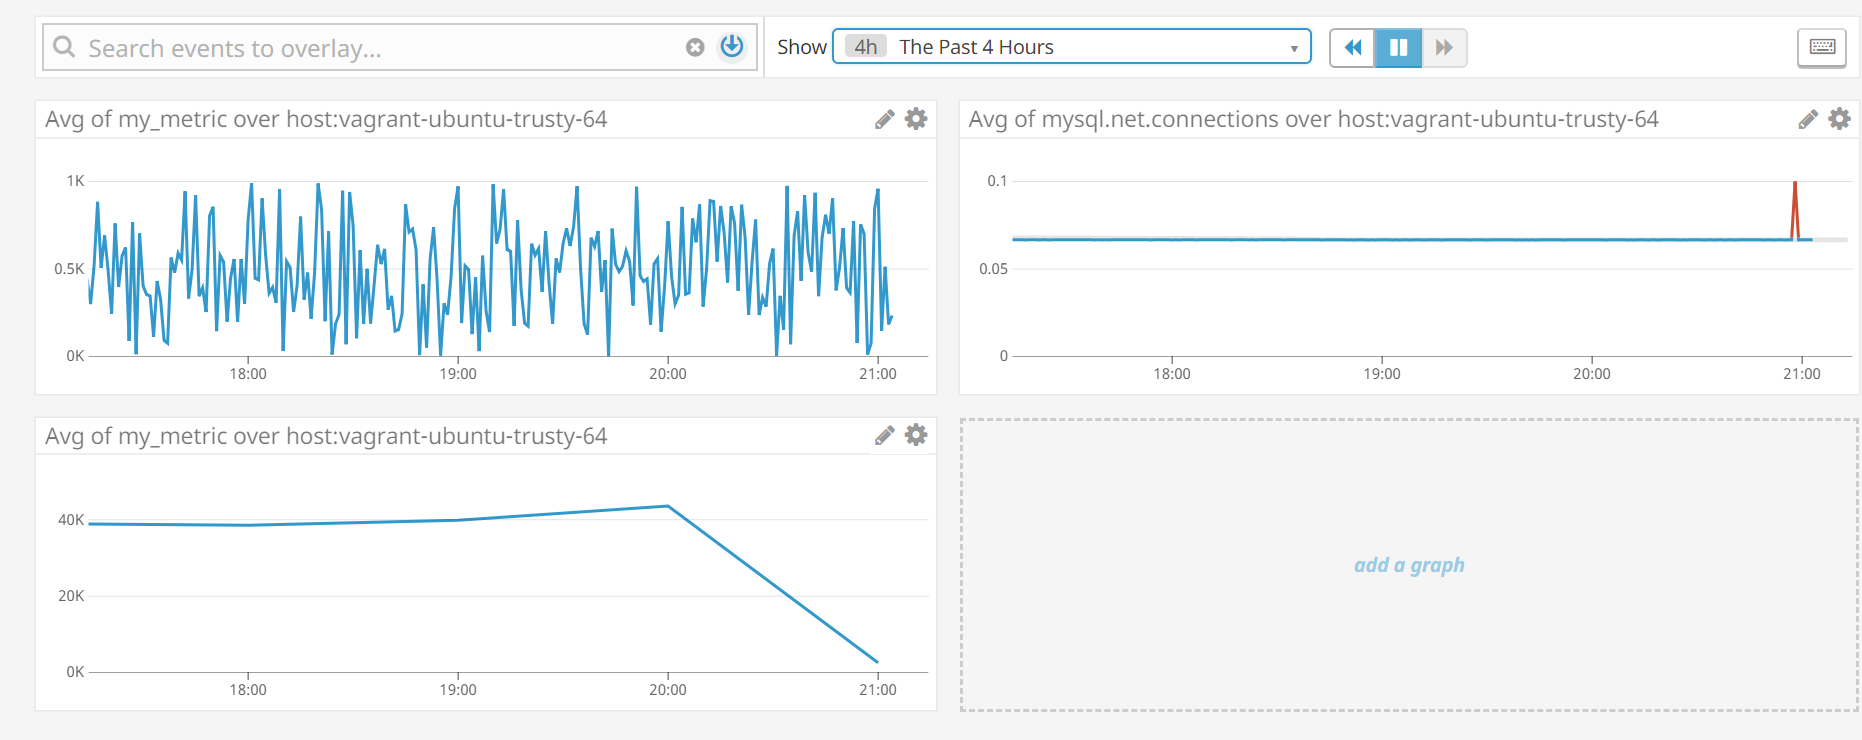 Search events to overlay...
Show 4h The Past 4 Hours
Avg of my_metric over host:vagrant-ubuntu-trusty-64
1K
0.5K
0K
18:00 19:00 20:00 21:00
Avg of mysql.net.connections over host:vagrant-ubuntu-trusty-64
0.1
0.05
0
18:00 19:00 20:00 21:00
Avg of my_metric over host:vagrant-ubuntu-trusty-64
40K
20K
0K
18:00 19:00 20:00 21:00
add a graph